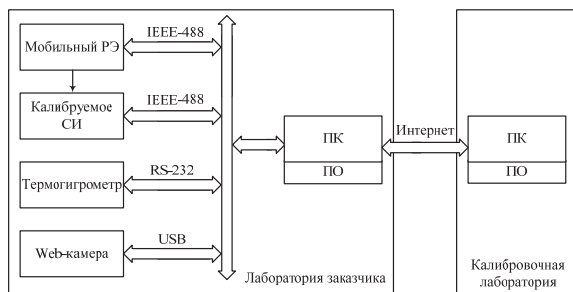 Мобильный РЭ
IEEE-488
Калибруемое
СИ
IEEE-488
Термогигрометр
RS-232
Web-камера
USB
ПК
ПО
Интернет
ПК
ПО
Лаборатория заказчика
Калибровочная
лаборатория